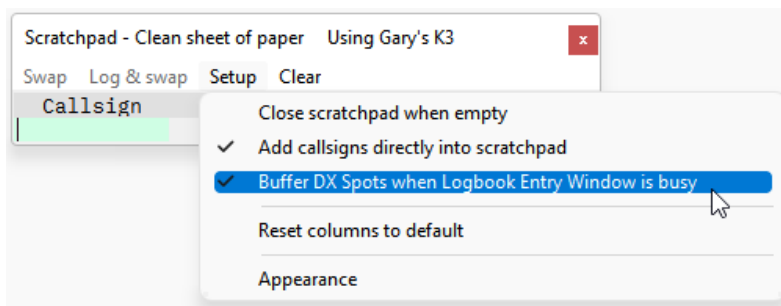 Scratchpad - Clean sheet of paper Using Gary's K3 x
Swap Log & swap Setup Clear
Callsign
Close scratchpad when empty
Add callsigns directly into scratchpad
Buffer DX Spots when Logbook Entry Window is busy
Reset columns to default
Appearance